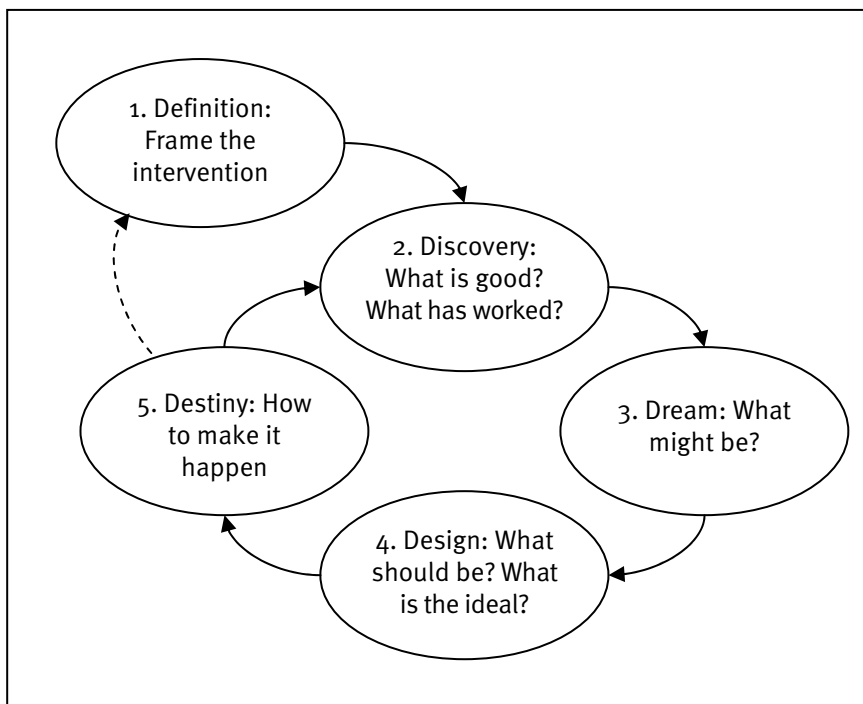 1. Definition:
Frame the
intervention
2. Discovery:
What is good?
What has worked?
3. Dream: What
might be?
4. Design: What
should be? What
is the ideal?
5. Destiny: How
to make it
happen